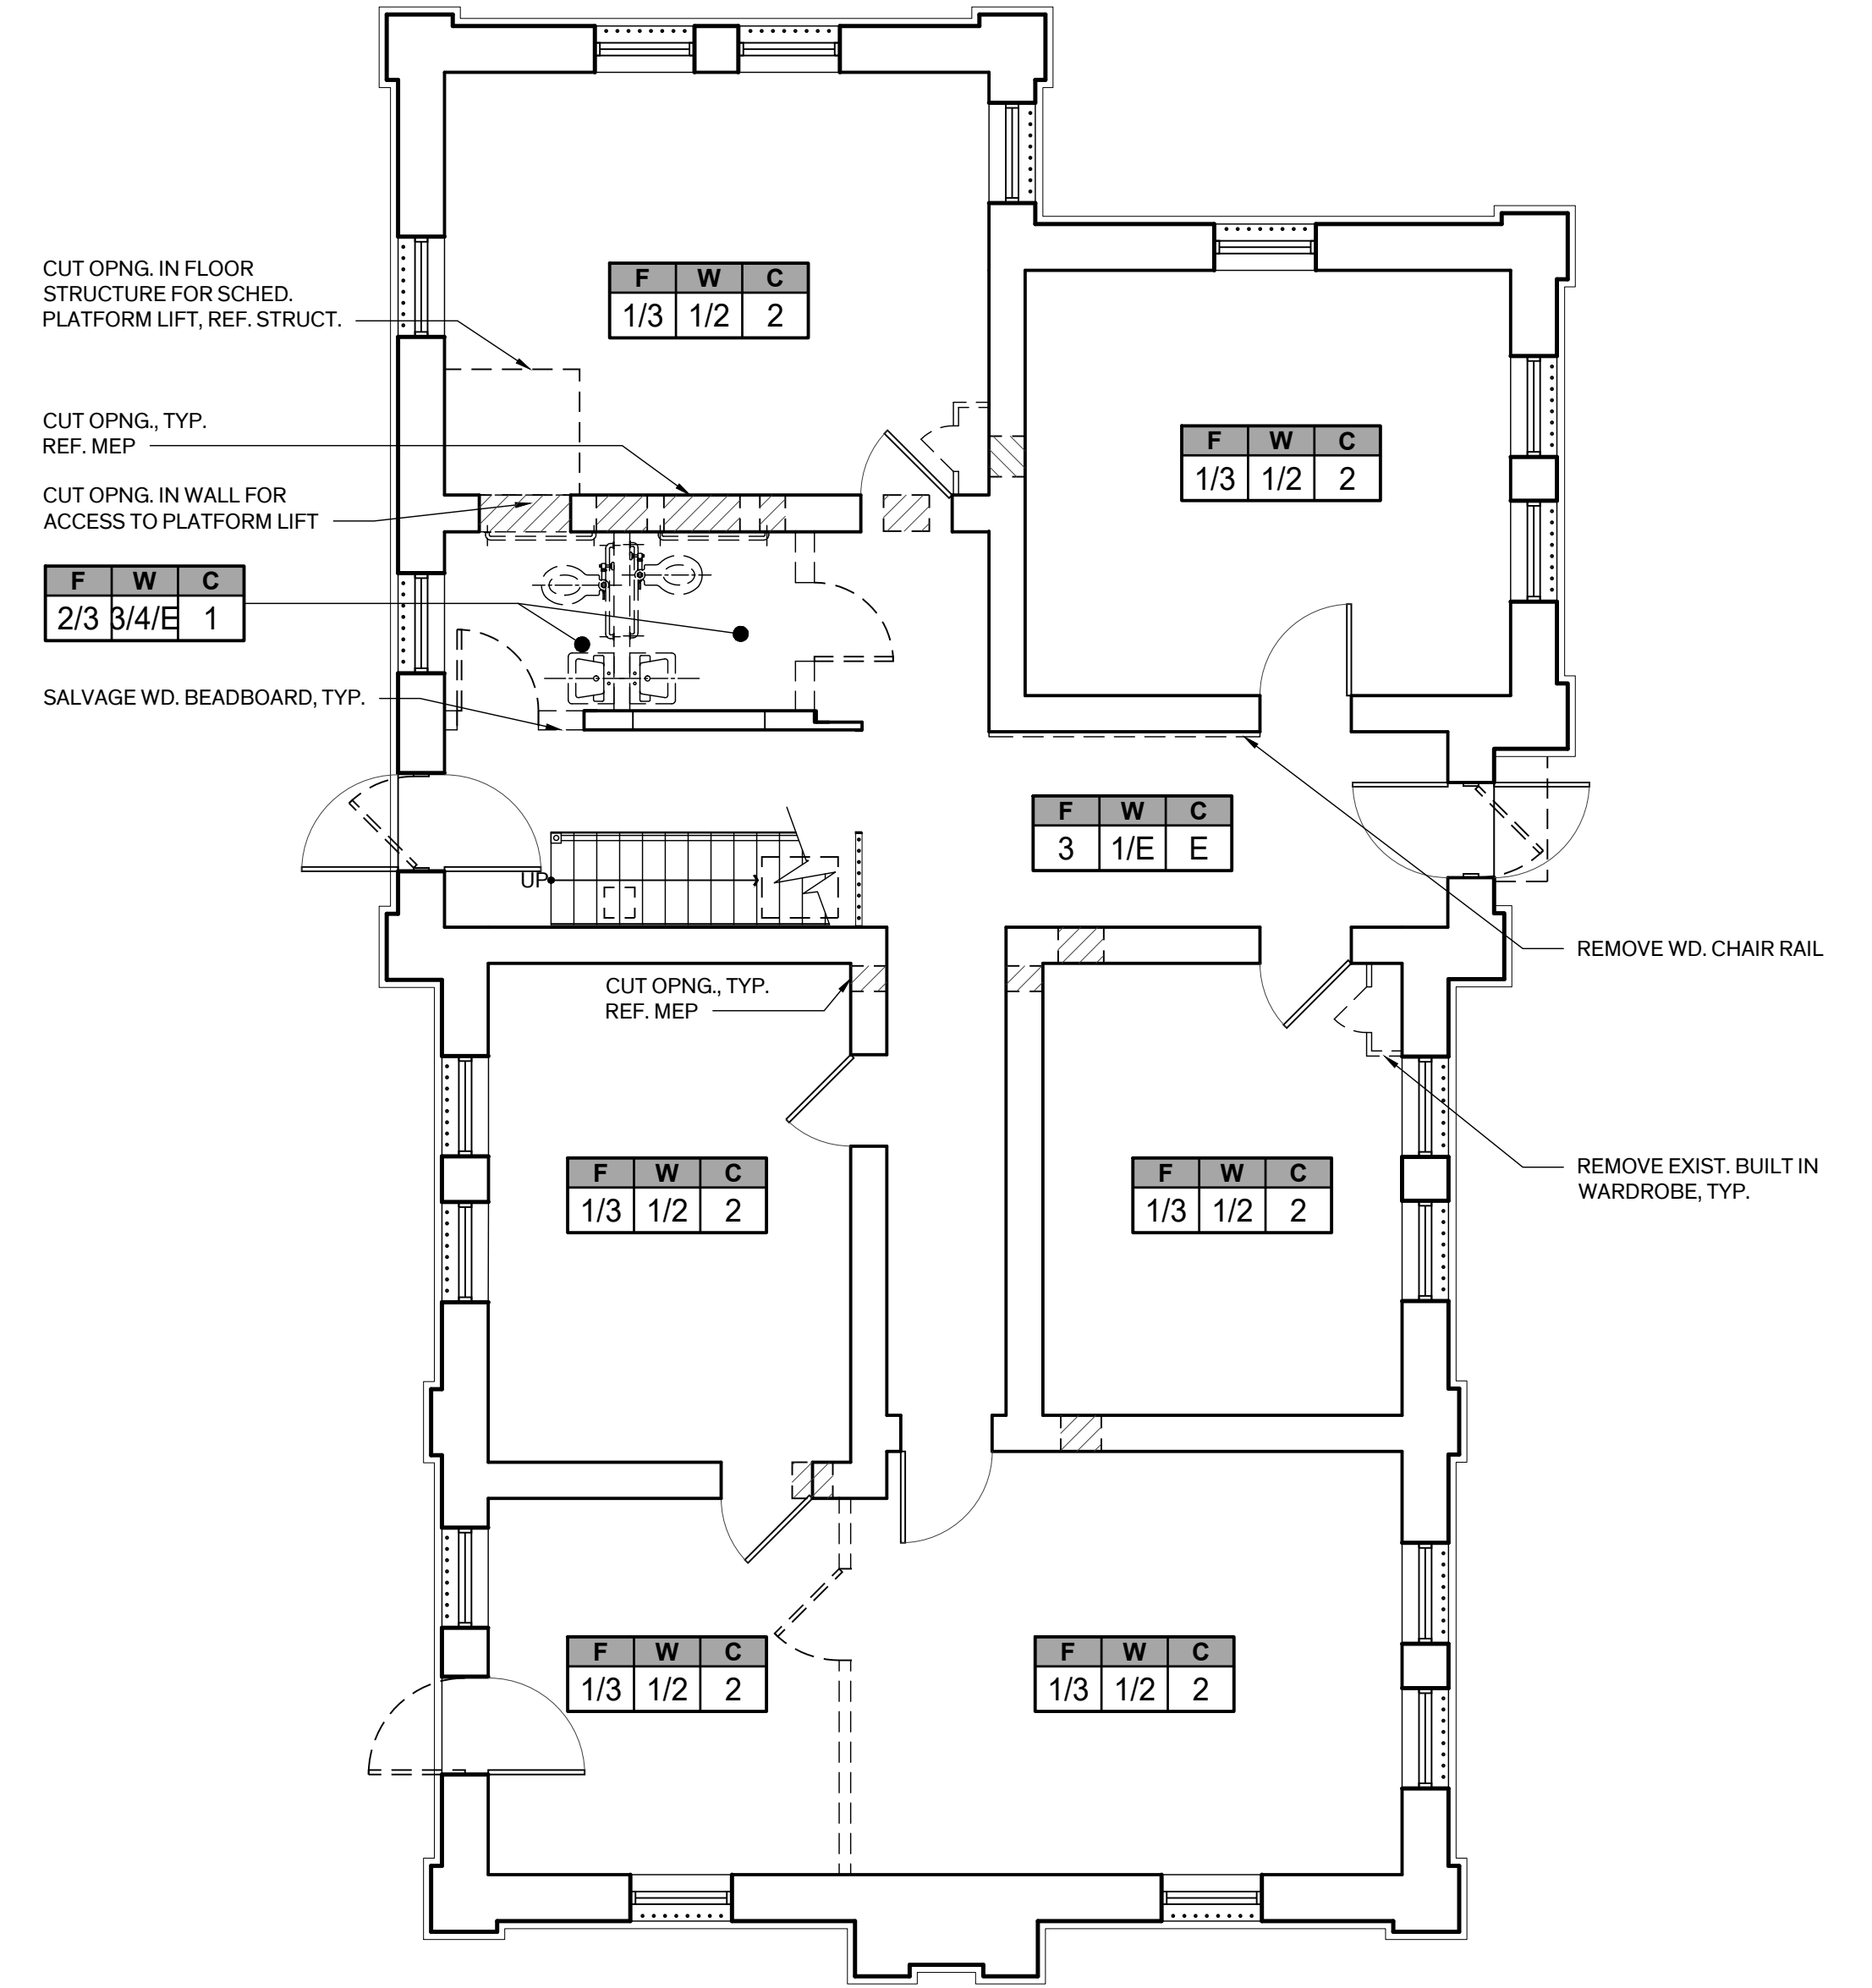 CUT OPNG. IN FLOOR
STRUCTURE FOR SCHED.
PLATFORM LIFT, REF. STRUCT.
F W C
1/3 1/2 2
CUT OPNG., TYP.
REF. MEP
F W C
1/3 1/2 2
CUT OPNG. IN WALL FOR
ACCESS TO PLATFORM LIFT
F W C
2/3 3/4/E 1
SALVAGE WD. BEADBOARD, TYP.
F W C
3 1/E E
UP
REMOVE WD. CHAIR RAIL
CUT OPNG., TYP.
REF. MEP
F W C
1/3 1/2 2
F W C
1/3 1/2 2
REMOVE EXIST. BUILT IN
WARDROBE, TYP.
F W C
1/3 1/2 2
F W C
1/3 1/2 2